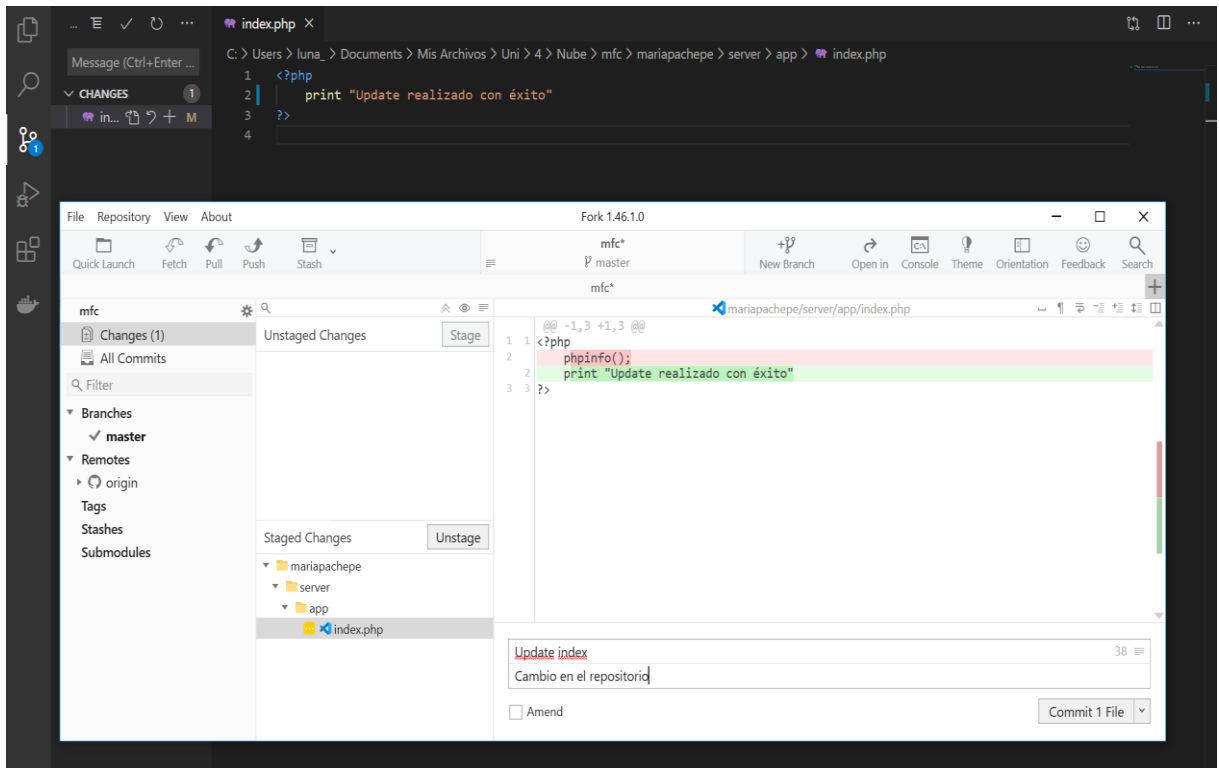 index.php
Message (Ctrl+Enter ...
CHANGES 1
in... M
1
C: > Users > luna_ > Documents > Mis Archivos > Uni > 4 > Nube > mfc > mariapachepe > server > app > index.php
1 <?php
2 print "Update realizado con éxito"
3 ?>
4
File Repository View About
Fork 1.46.1.0
Quick Launch Fetch Pull Push Stash
mfc*
master
New Branch Open in Console Theme Orientation Feedback Search
mfc*
mfc
Changes (1)
All Commits
Filter
Branches
master
Remotes
origin
Tags
Stashes
Submodules
Unstaged Changes Stage
Staged Changes Unstage
mariapachepe
server
app
index.php
mariapachepe/server/app/index.php
@@ -1,3 +1,3 @@
1 1 <?php
2 phpinfo();
2 print "Update realizado con éxito"
3 3 ?>
Update index 38
Cambio en el repositorio
Amend
Commit 1 File